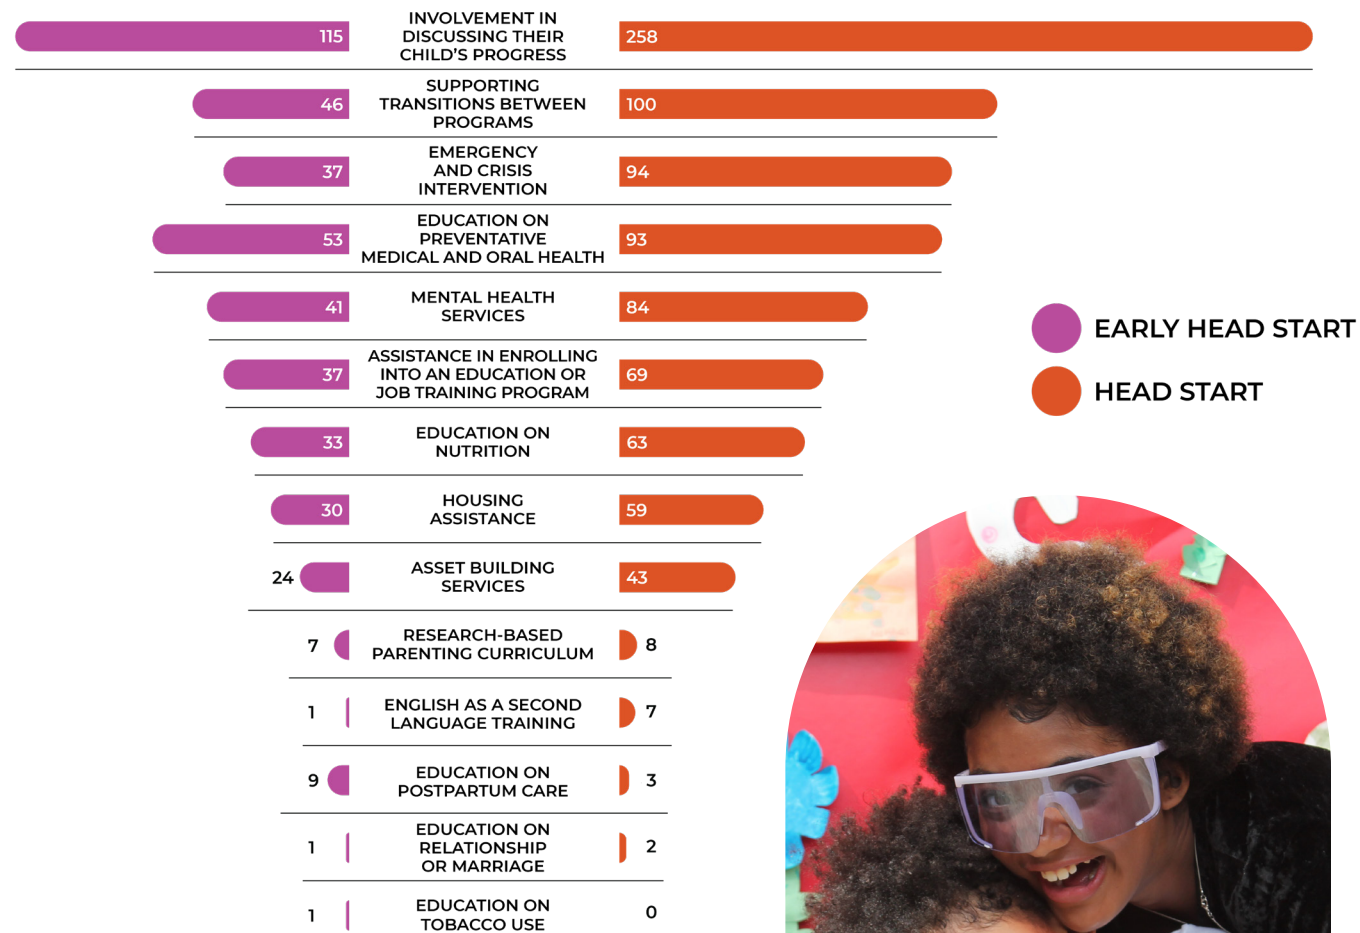 INVOLVEMENT IN
DISCUSSING THEIR
CHILD'S PROGRESS
115
258
SUPPORTING
TRANSITIONS BETWEEN
PROGRAMS
46
100
EMERGENCY
AND CRISIS
INTERVENTION
37
94
EDUCATION ON
PREVENTATIVE
MEDICAL AND ORAL HEALTH
53
93
MENTAL HEALTH
SERVICES
41
84
ASSISTANCE IN ENROLLING
INTO AN EDUCATION OR
JOB TRAINING PROGRAM
37
69
EDUCATION ON
NUTRITION
33
63
HOUSING
ASSISTANCE
30
59
ASSET BUILDING
SERVICES
24
43
RESEARCH-BASED
PARENTING CURRICULUM
7
8
ENGLISH AS A SECOND
LANGUAGE TRAINING
1
7
EDUCATION ON
POSTPARTUM CARE
9
3
EDUCATION ON
RELATIONSHIP
OR MARRIAGE
1
2
EDUCATION ON
TOBACCO USE
1
0
EARLY HEAD START
HEAD START